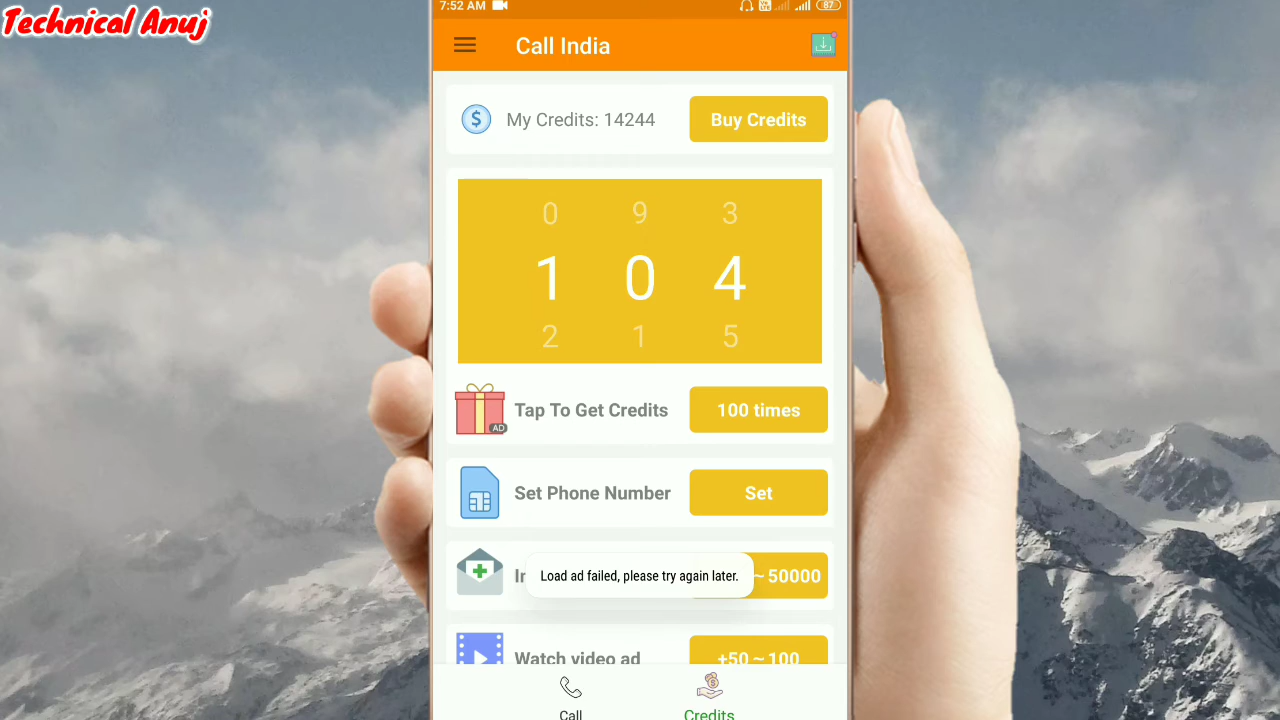 Technical Anuj
7:52 AM
87
Call India
My Credits: 14244
Buy Credits
0 9 3
1 0 4
2 1 5
AD
Tap To Get Credits
100 times
Set Phone Number
Set
~ 50000
Load ad failed, please try again later.
Watch video ad
+50 ~ 100
Call
Credits